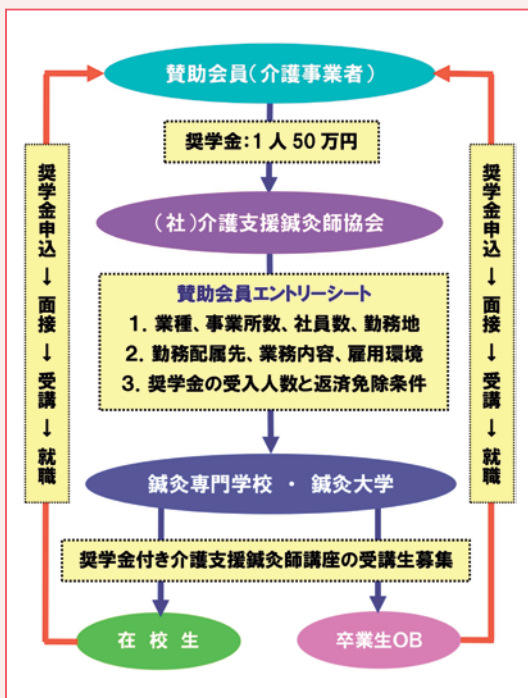 賛助会員(介護事業者)
奨学金:1人50万円
(社)介護支援鍼灸師協会
賛助会員エントリーシート
1. 業種、事業所数、社員数、勤務地
2. 勤務配属先、業務内容、雇用環境
3. 奨学金の受入人数と返済免除条件
鍼灸専門学校 ・ 鍼灸大学
奨学金付き介護支援鍼灸師講座の受講生募集
在校生
卒業生OB
奨学金申込→面接→受講→就職
奨学金申込→面接→受講→就職